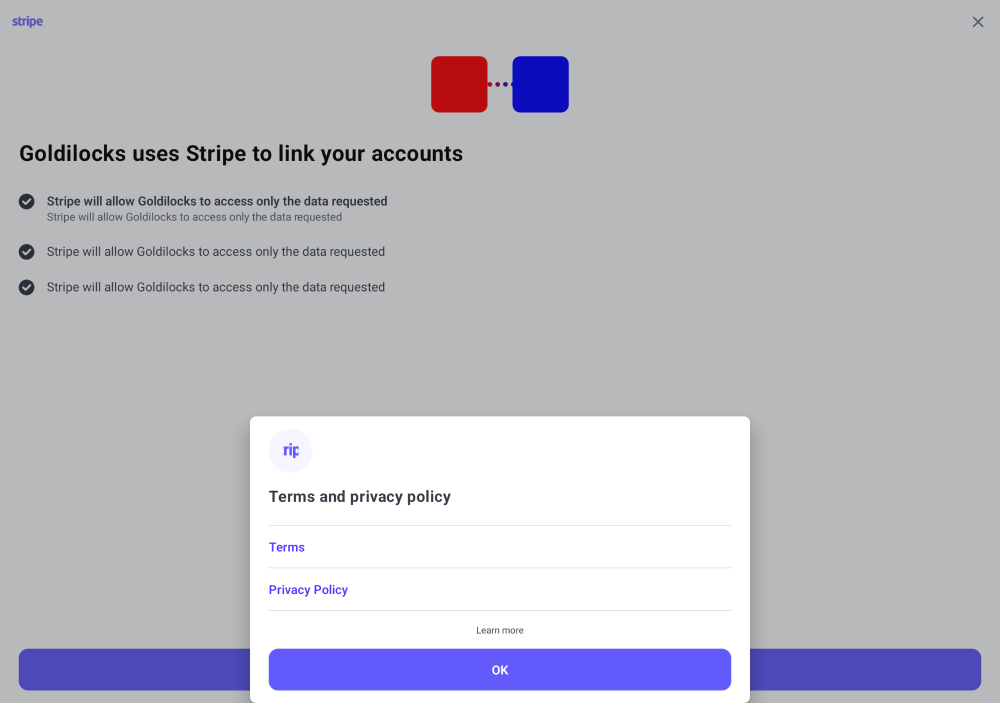 stripe
Goldilocks uses Stripe to link your accounts
Stripe will allow Goldilocks to access only the data requested
Stripe will allow Goldilocks to access only the data requested
Stripe will allow Goldilocks to access only the data requested
Stripe will allow Goldilocks to access only the data requested
rip
Terms and privacy policy
Terms
Privacy Policy
Learn more
OK